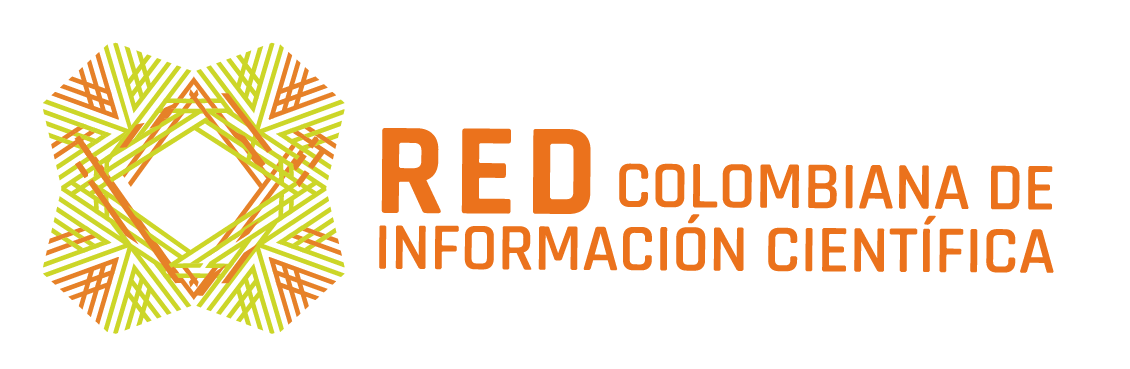 RED COLOMBIANA DE
INFORMACIÓN CIENTÍFICA